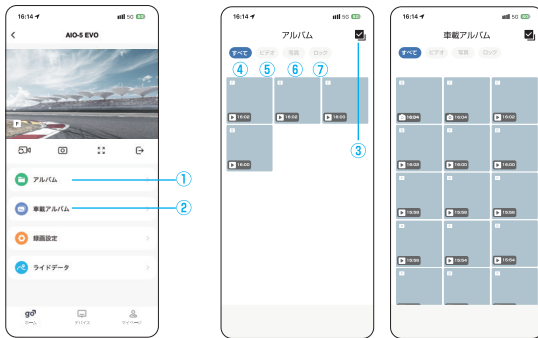 16:14
5G
AIO-5 EVO
F
アルバム
①
車載アルバム
②
録画設定
ライドデータ
go
ホーム
デバイス
マイページ
16:14
5G
アルバム
すべて
ビデオ
写真
ロック
④
⑤
⑥
⑦
③
16:02
16:02
16:00
16:00
16:14
5G
車載アルバム
すべて
ビデオ
写真
ロック
16:04
16:04
16:02
16:02
16:00
16:00
15:58
15:58
15:56
15:56
15:54
15:54